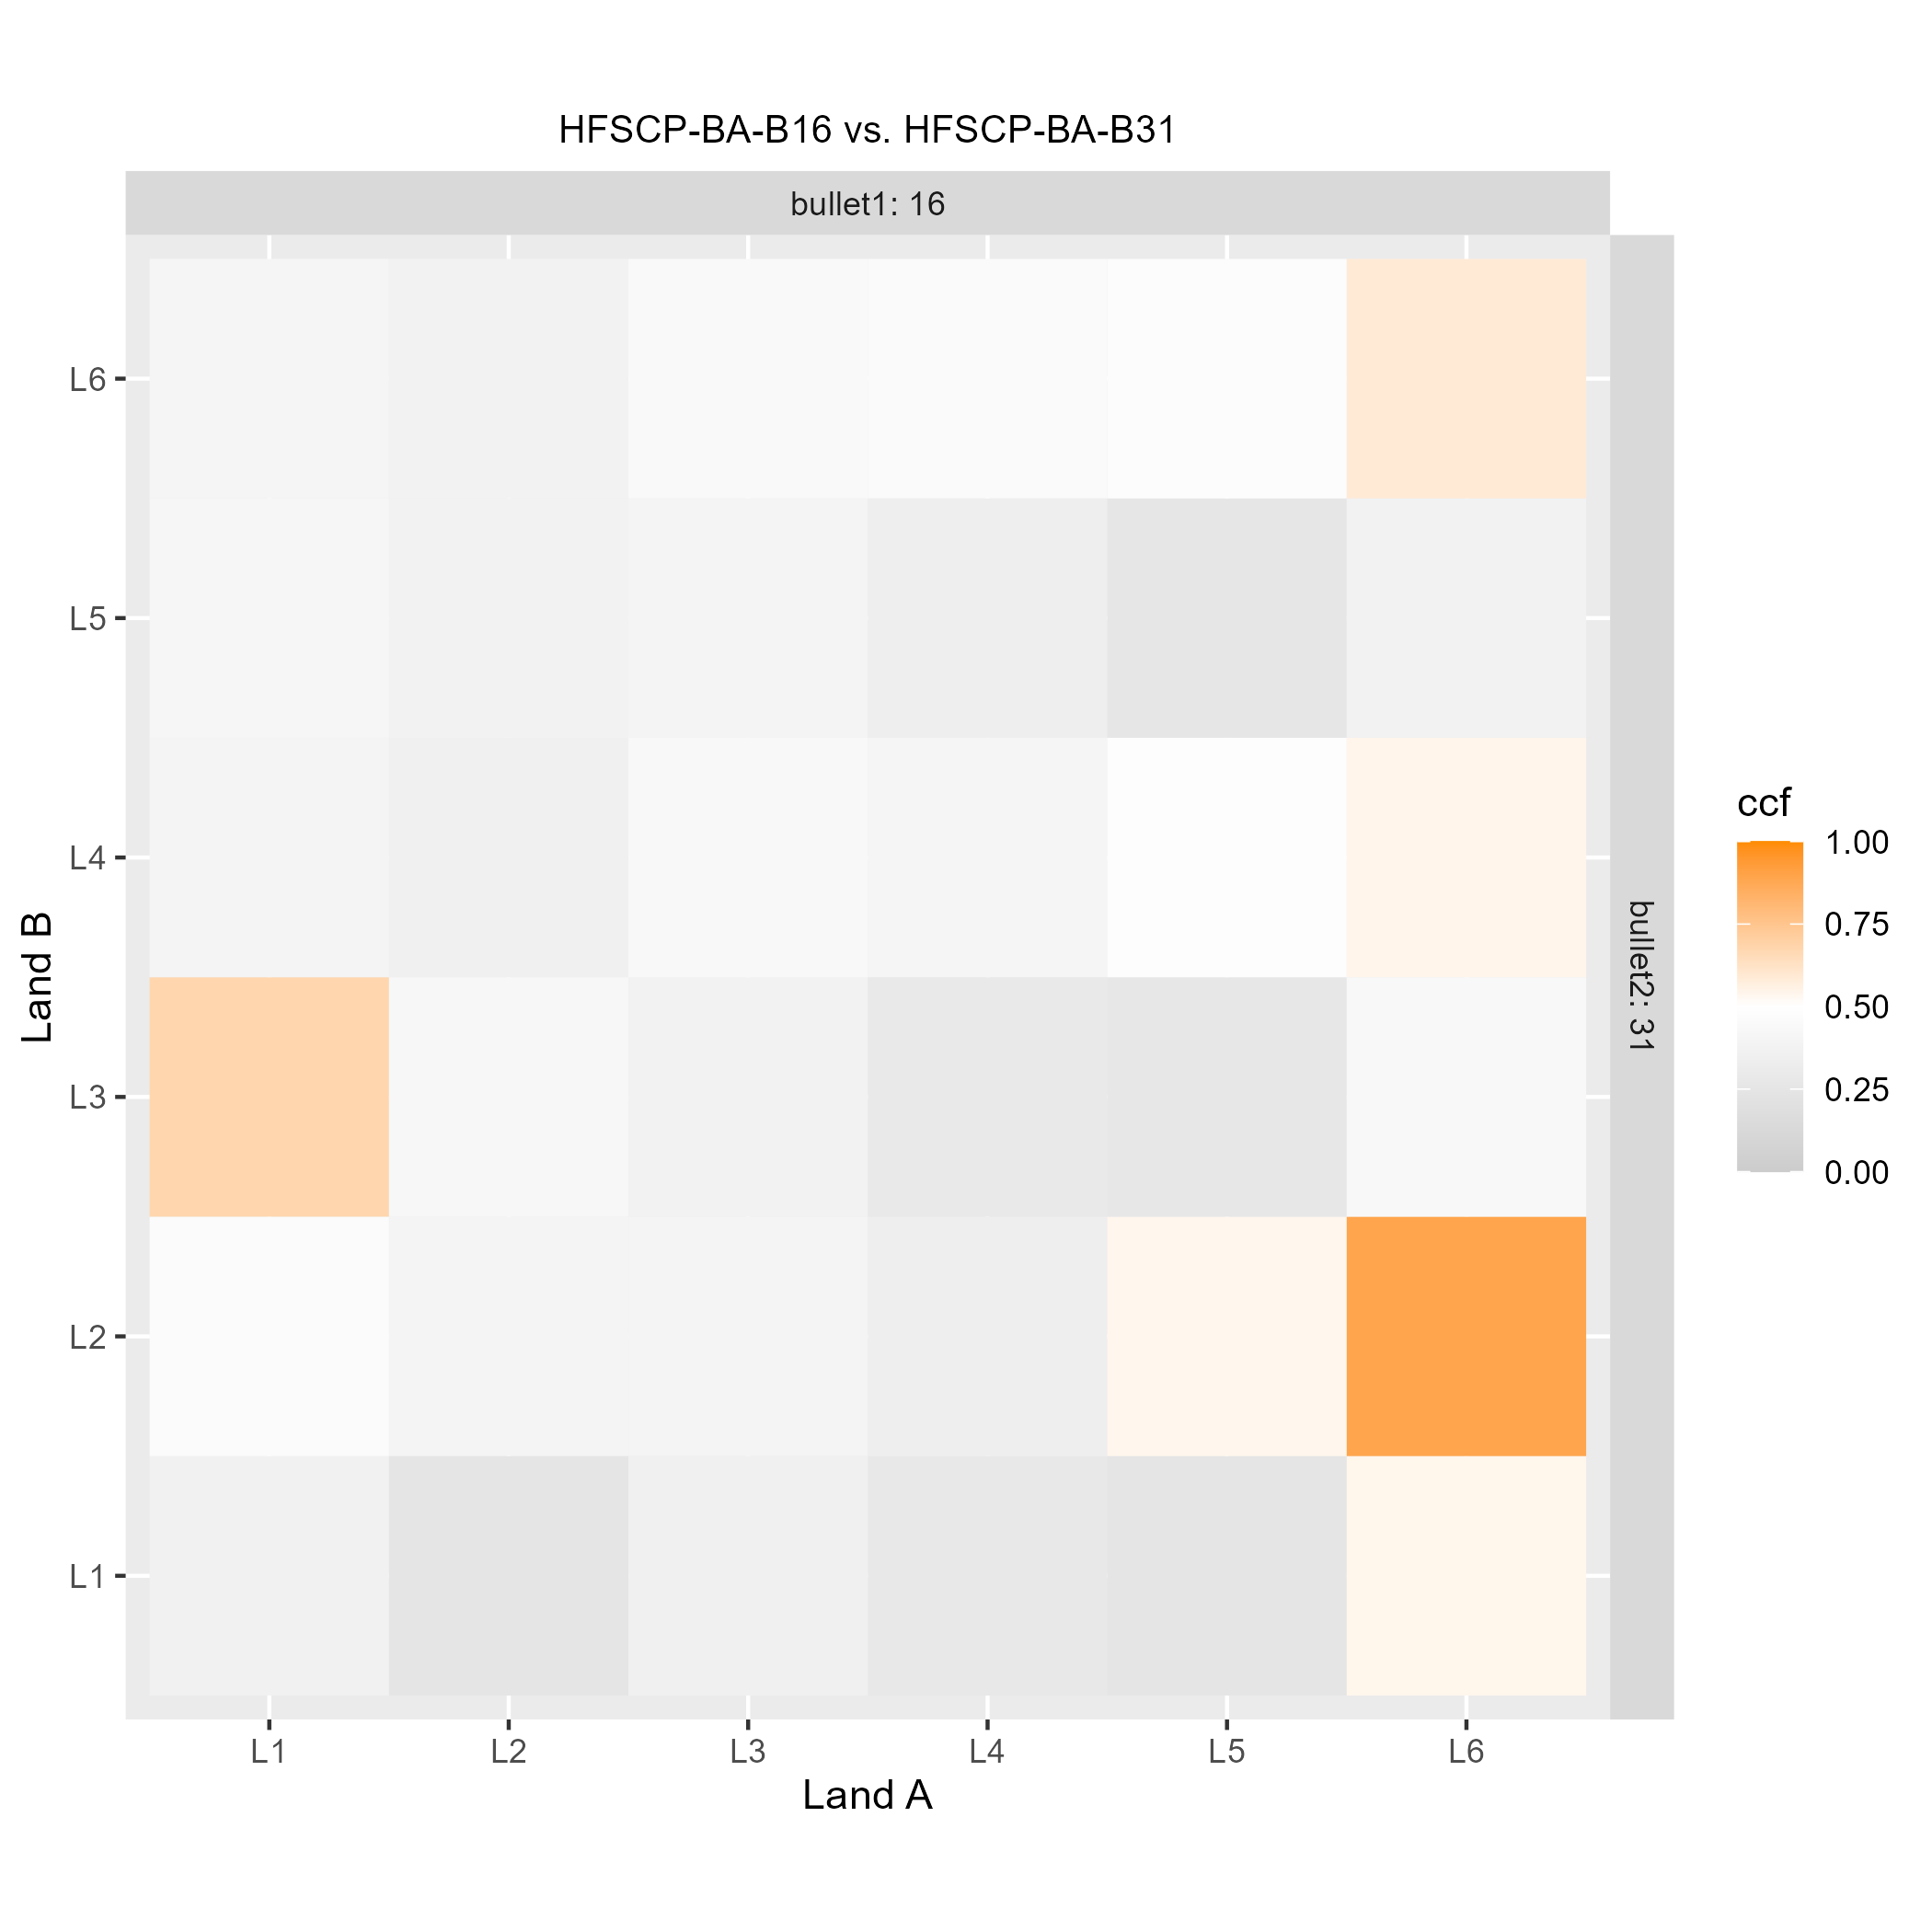 HFSCP-BA-B16 vs. HFSCP-BA-B31
bullet1: 16
L6
L5
L4
L3
L2
L1
Land B
bullet2: 31
L1 L2 L3 L4 L5 L6
Land A
ccf
1.00
0.75
0.50
0.25
0.00